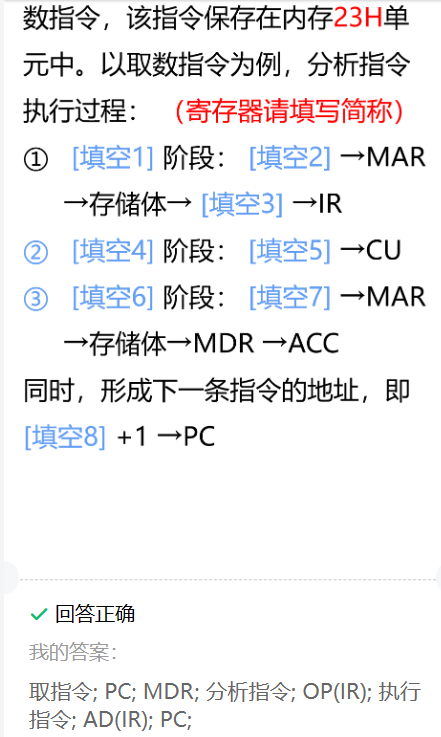 数指令，该指令保存在内存23H单
元中。以取数指令为例，分析指令
执行过程：（寄存器请填写简称）
① [填空1] 阶段： [填空2] →MAR
→存储体→ [填空3] →IR
② [填空4] 阶段： [填空5] →CU
③ [填空6] 阶段： [填空7] →MAR
→存储体→MDR →ACC
同时，形成下一条指令的地址，即
[填空8] +1 →PC
回答正确
我的答案：
取指令; PC; MDR; 分析指令; OP(IR); 执行
指令; AD(IR); PC;